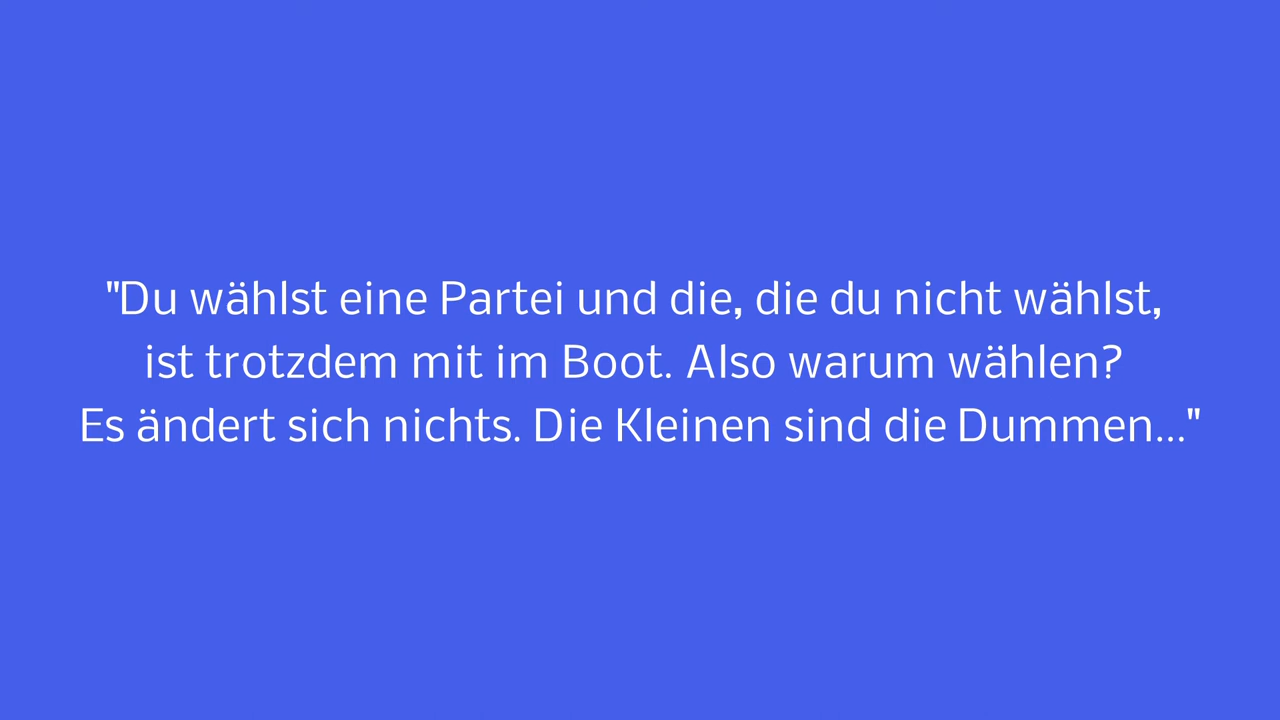 "Du wählst eine Partei und die, die du nicht wählst,
ist trotzdem mit im Boot. Also warum wählen?
Es ändert sich nichts. Die Kleinen sind die Dummen..."